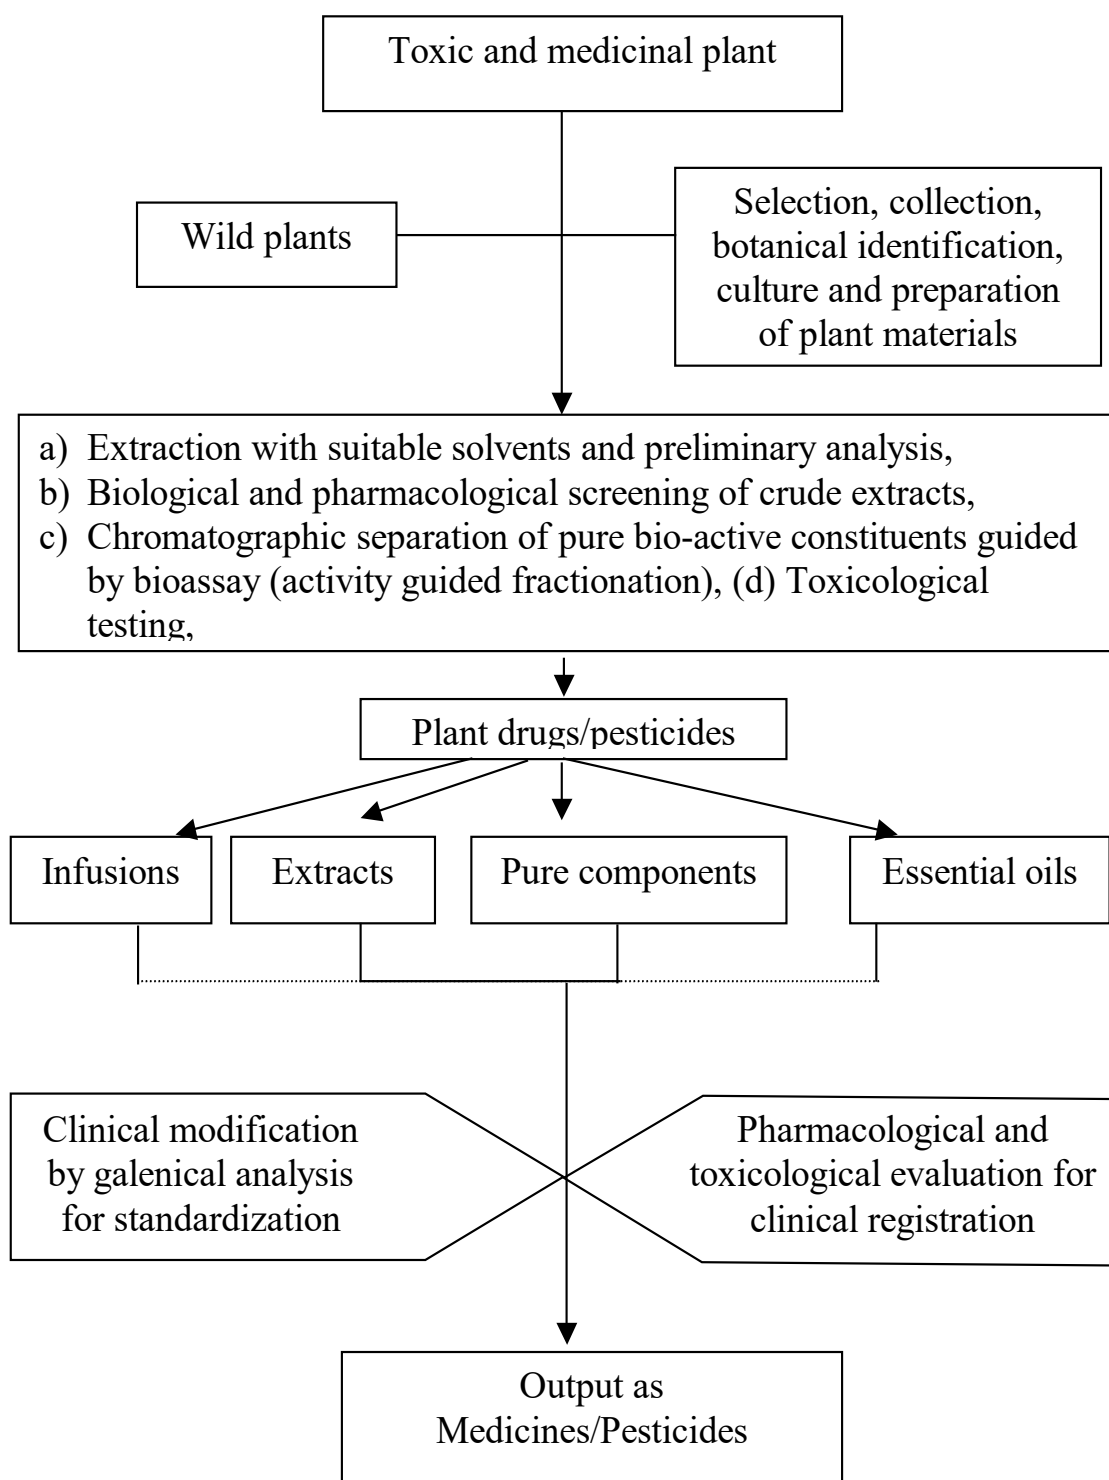 Toxic and medicinal plant
Wild plants
Selection, collection,
botanical identification,
culture and preparation
of plant materials
a) Extraction with suitable solvents and preliminary analysis,
b) Biological and pharmacological screening of crude extracts,
c) Chromatographic separation of pure bio-active constituents guided
by bioassay (activity guided fractionation), (d) Toxicological
testing,
Plant drugs/pesticides
Infusions
Extracts
Pure components
Essential oils
Clinical modification
by galenical analysis
for standardization
Pharmacological and
toxicological evaluation for
clinical registration
Output as
Medicines/Pesticides